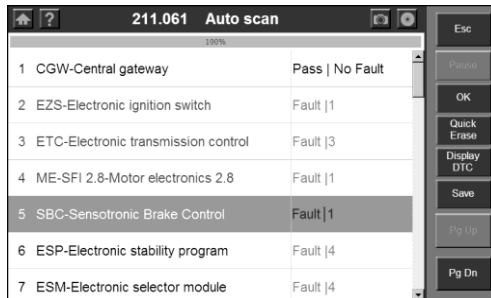 ? 211.061 Auto scan
100%
1 CGW-Central gateway Pass | No Fault
2 EZS-Electronic ignition switch Fault |1
3 ETC-Electronic transmission control Fault |3
4 ME-SFI 2.8-Motor electronics 2.8 Fault |1
5 SBC-Sensotronic Brake Control Fault |1
6 ESP-Electronic stability program Fault |4
7 ESM-Electronic selector module Fault |4
Esc
Pause
OK
Quick
Erase
Display
DTC
Save
Pg Up
Pg Dn